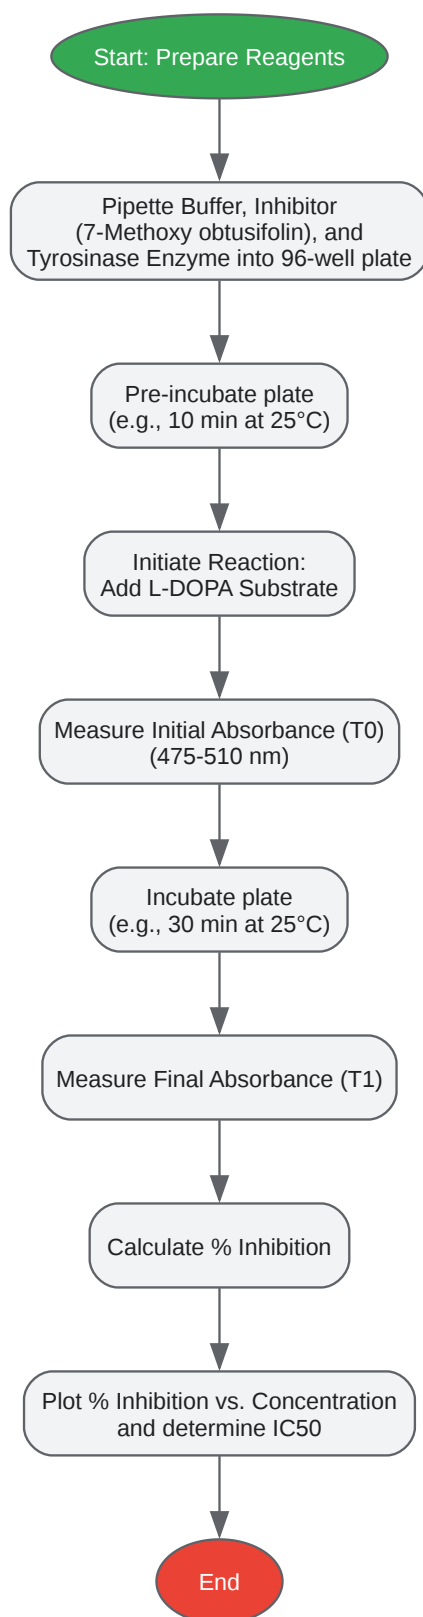 Start: Prepare Reagents
Pipette Buffer, Inhibitor
(7-Methoxy obtusifolin), and
Tyrosinase Enzyme into 96-well plate
Pre-incubate plate
(e.g., 10 min at 25°C)
Initiate Reaction:
Add L-DOPA Substrate
Measure Initial Absorbance (T0)
(475-510 nm)
Incubate plate
(e.g., 30 min at 25°C)
Measure Final Absorbance (T1)
Calculate % Inhibition
Plot % Inhibition vs. Concentration
and determine IC50
End